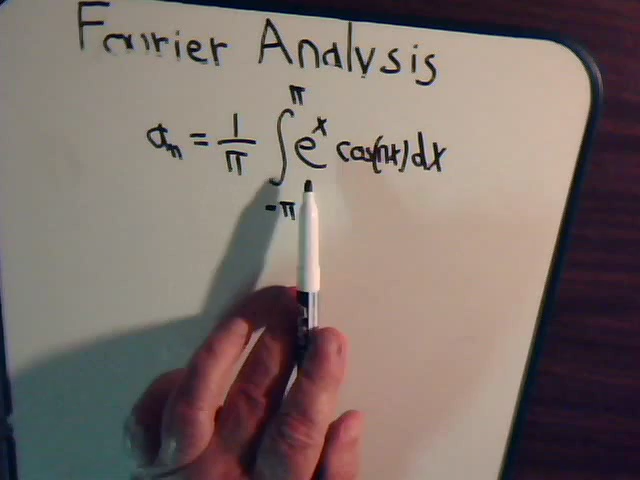 Fourier Analysis
aₙ = 1/π ∫_{-π}^{π} eˣ cos(nx) dx